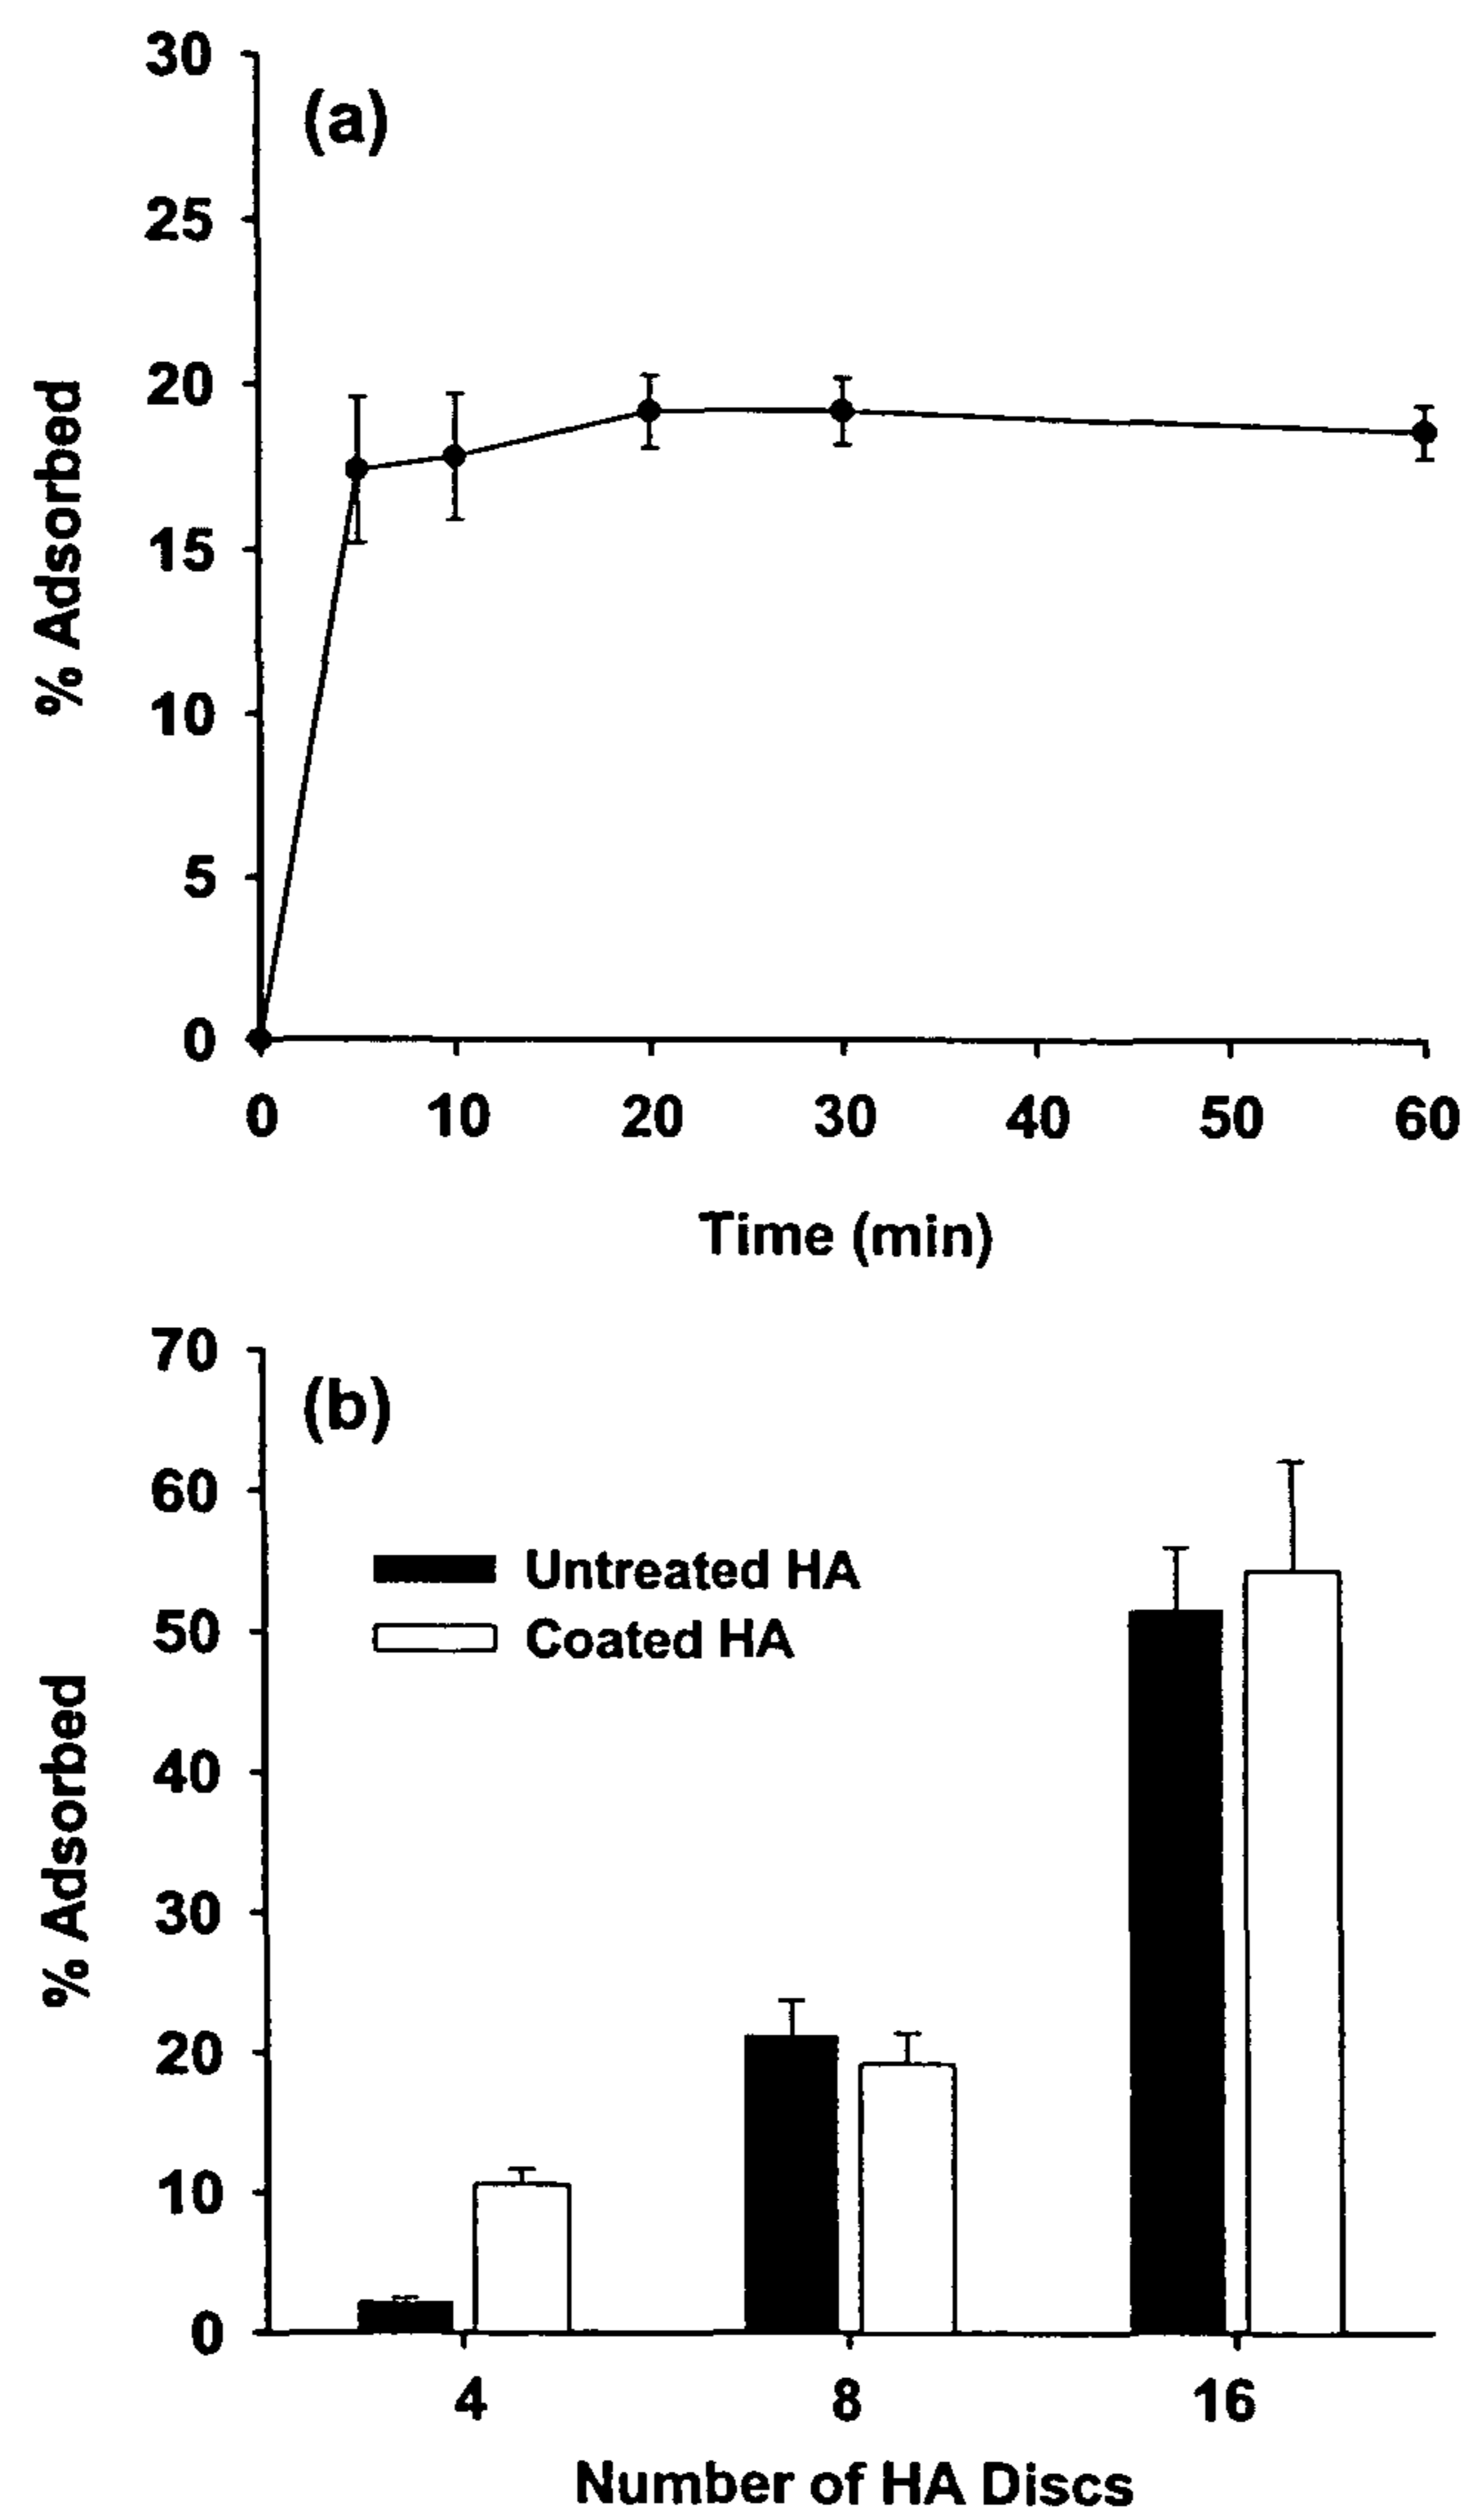 (a)
% Adsorbed
30
25
20
15
10
5
0
0 10 20 30 40 50 60
Time (min)
(b)
% Adsorbed
70
60
50
40
30
20
10
0
Untreated HA
Coated HA
4 8 16
Number of HA Discs